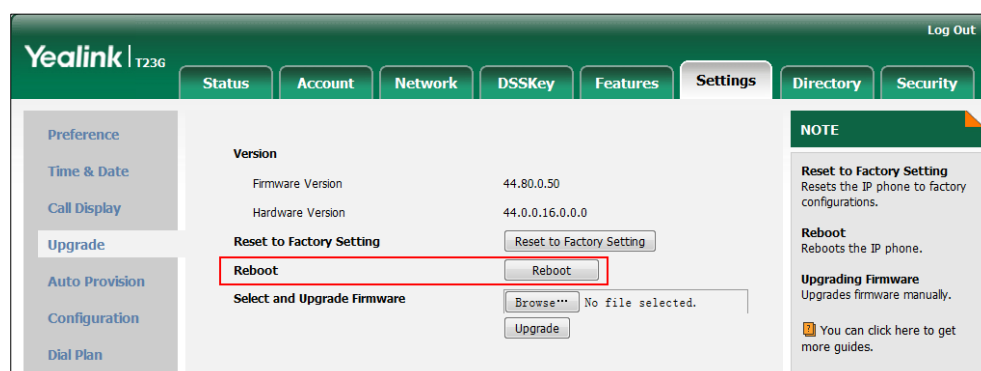 Log Out
Yealink T23G
Status Account Network DSSKey Features Settings Directory Security
Preference
Time & Date
Call Display
Upgrade
Auto Provision
Configuration
Dial Plan
Version
Firmware Version 44.80.0.50
Hardware Version 44.0.0.16.0.0.0
Reset to Factory Setting Reset to Factory Setting
Reboot Reboot
Select and Upgrade Firmware Browse... No file selected.
Upgrade
NOTE
Reset to Factory Setting
Resets the IP phone to factory
configurations.
Reboot
Reboots the IP phone.
Upgrading Firmware
Upgrades firmware manually.
You can click here to get
more guides.